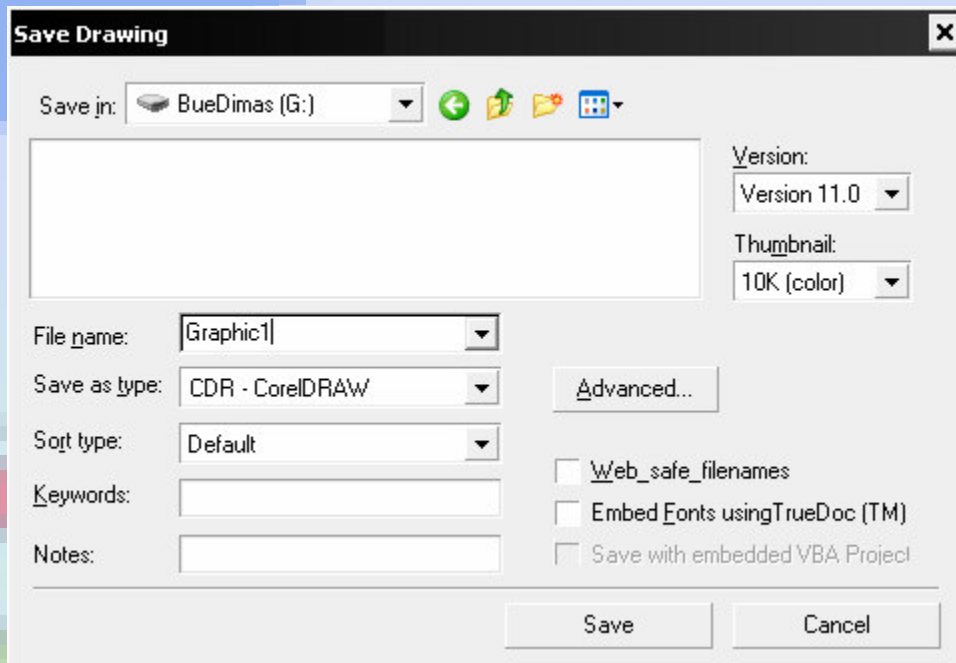 Save Drawing
Save in: BueDimas (G:)
Version:
Version 11.0
Thumbnail:
10K (color)
File name: Graphic1
Save as type: CDR - CorelDRAW
Advanced...
Sort type: Default
Web_safe_filenames
Keywords:
Embed Fonts usingTrueDoc (TM)
Notes:
Save with embedded VBA Project
Save
Cancel